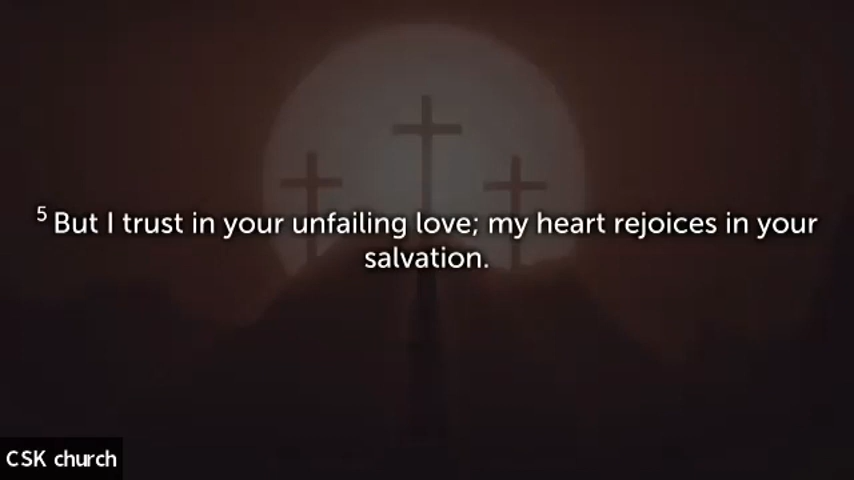 5 But I trust in your unfailing love; my heart rejoices in your
salvation.
CSK church